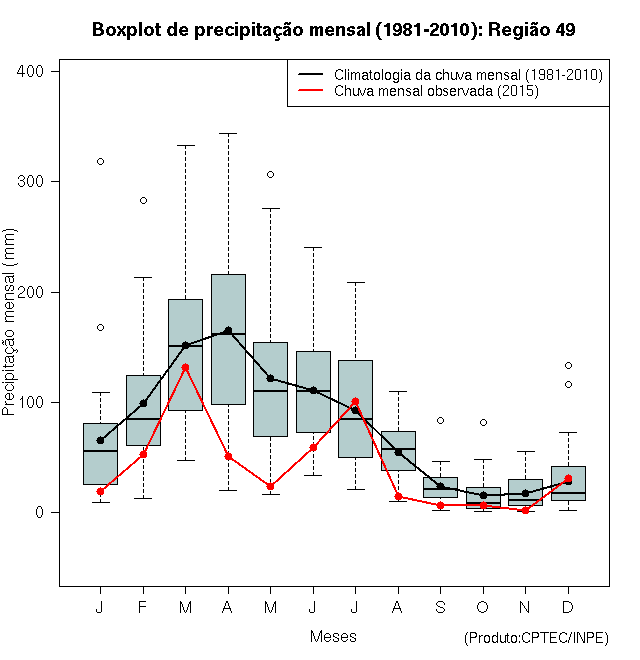 Boxplot de precipitação mensal (1981-2010): Região 49
Climatologia da chuva mensal (1981-2010)
Chuva mensal observada (2015)
Precipitação mensal (mm)
400
300
200
100
0
J F M A M J J A S O N D
Meses
(Produto:CPTEC/INPE)